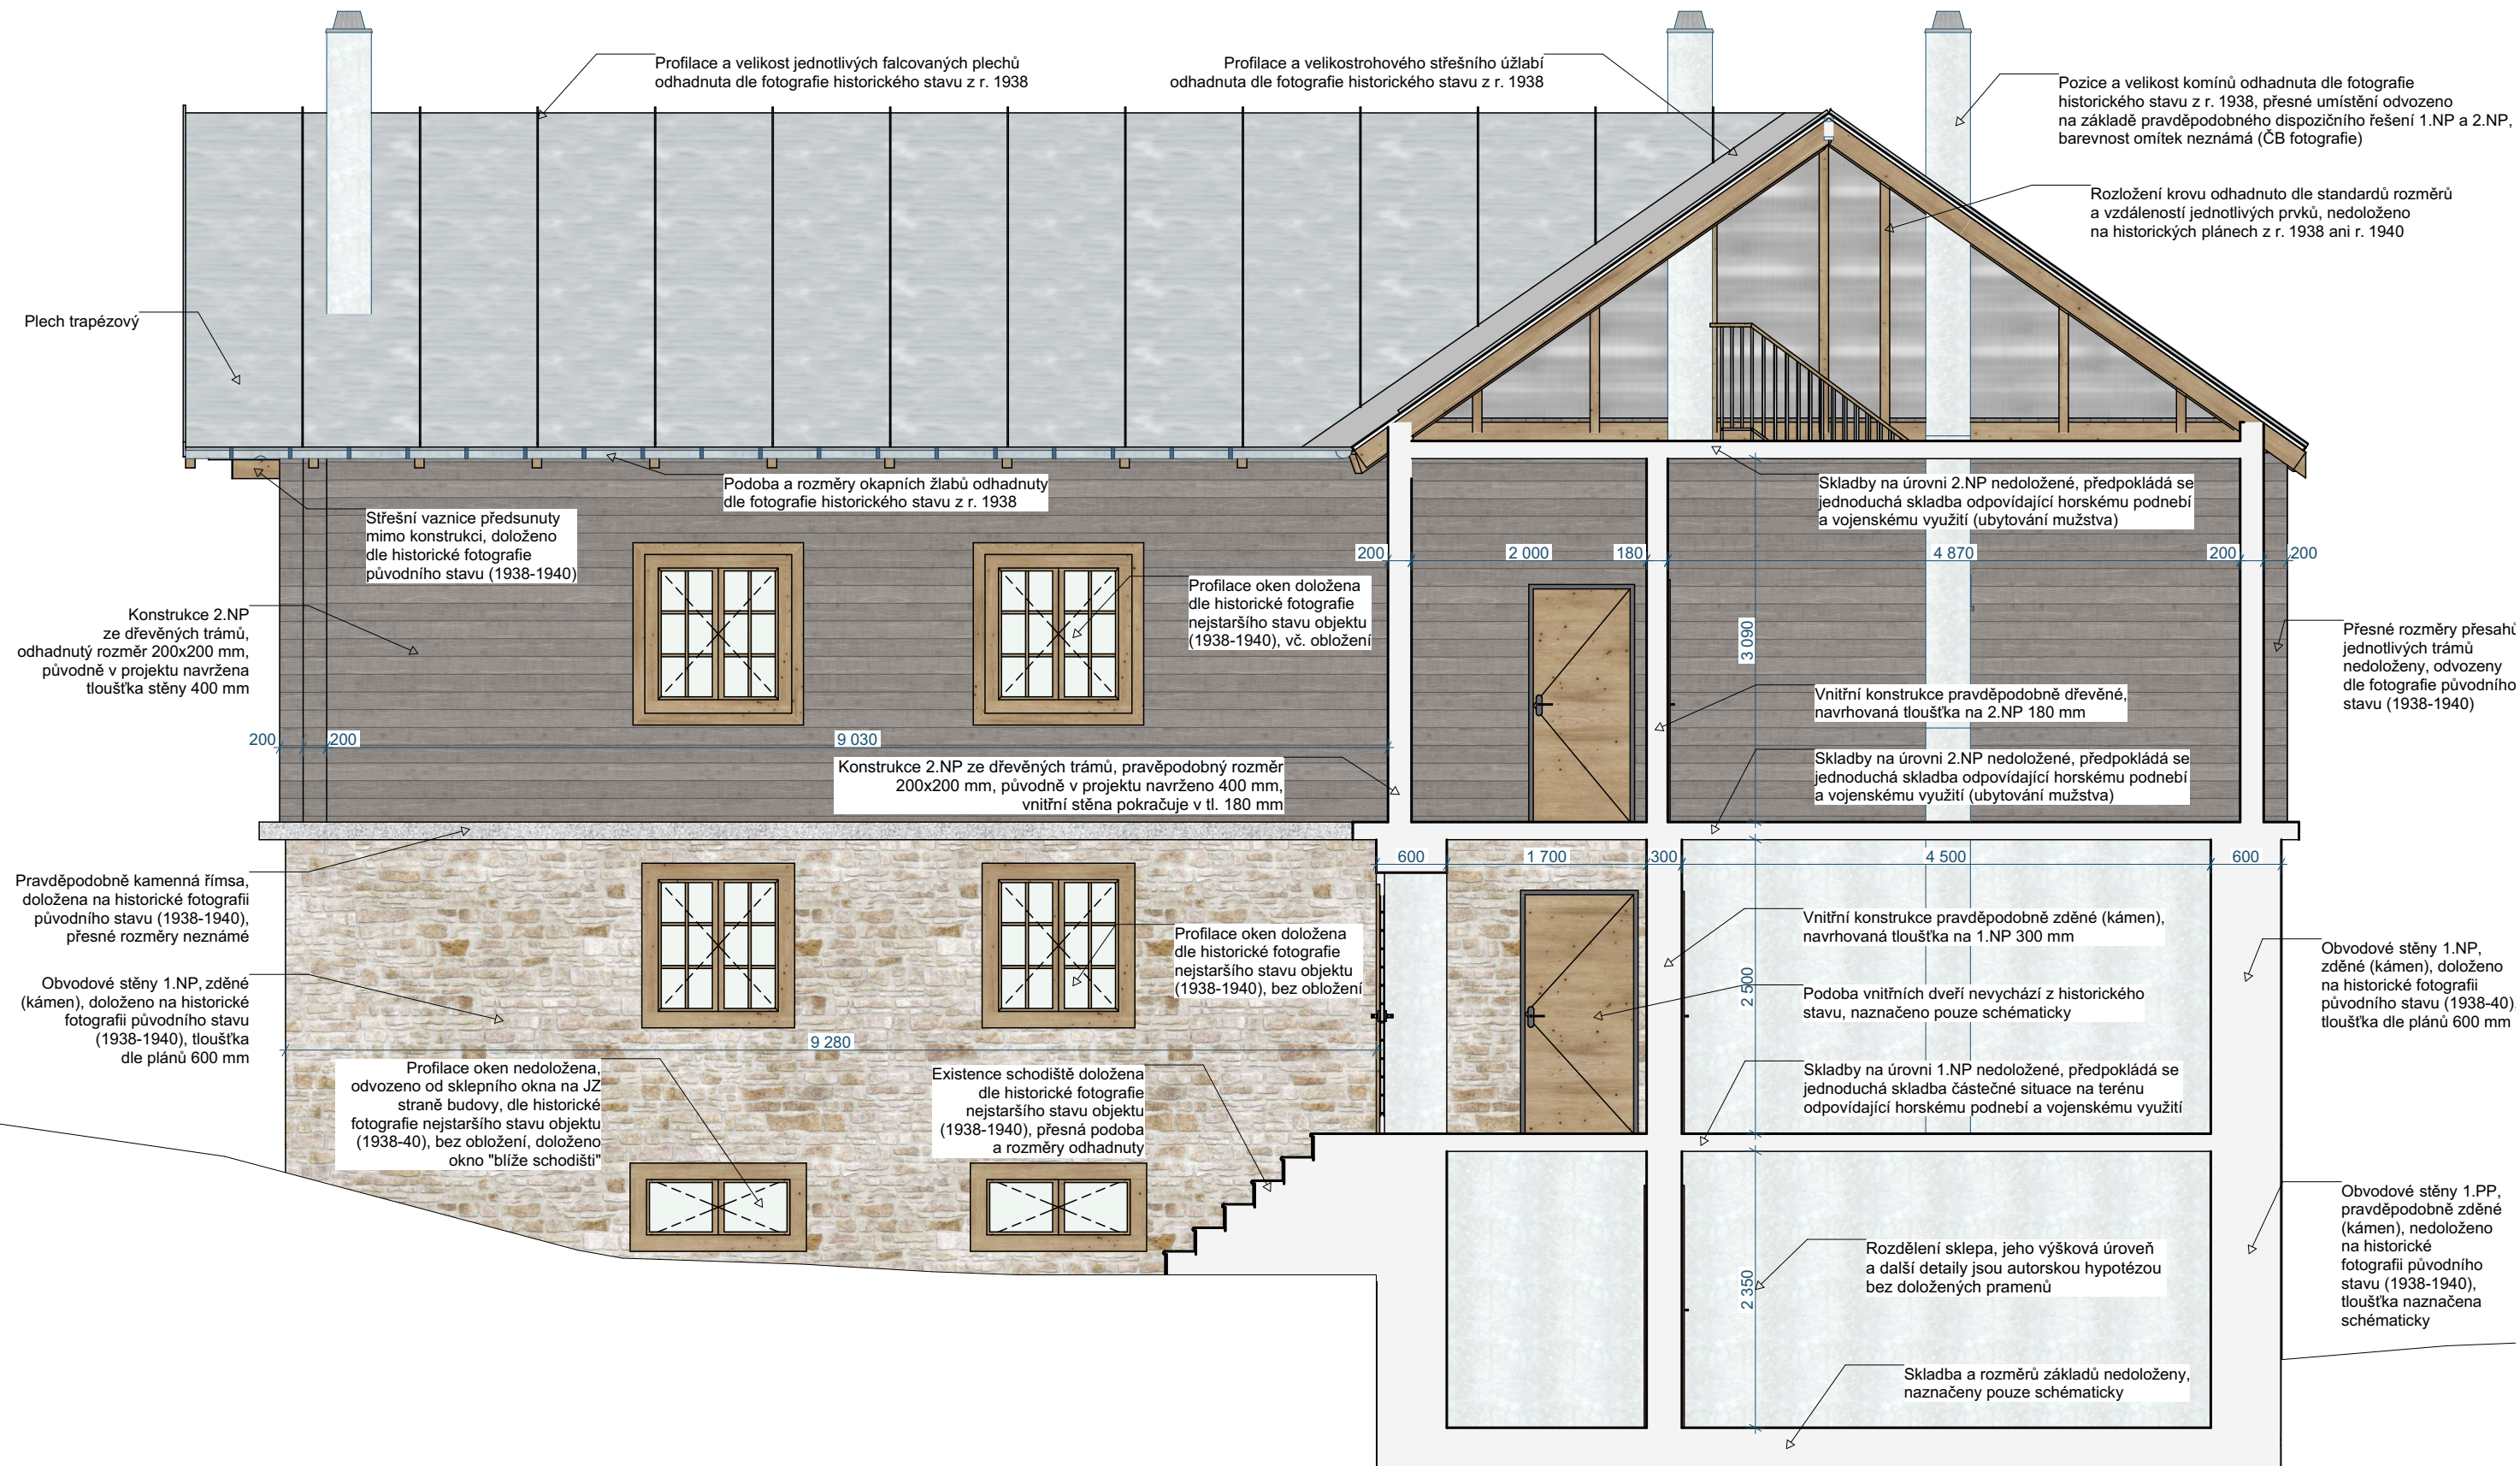 Profilace a velikost jednotlivých falcovaných plechů
odhadnuta dle fotografie historického stavu z r. 1938
Profilace a velikostrohového střešního úžlabí
odhadnuta dle fotografie historického stavu z r. 1938
Pozice a velikost komínů odhadnuta dle fotografie
historického stavu z r. 1938, přesné umístění odvozeno
na základě pravděpodobného dispozičního řešení 1.NP a 2.NP,
barevnost omítek neznámá (ČB fotografie)
Rozložení krovu odhadnuto dle standardů rozměrů
a vzdáleností jednotlivých prvků, nedoloženo
na historických plánech z r. 1938 ani r. 1940
Plech trapézový
Podoba a rozměry okapních žlabů odhadnuty
dle fotografie historického stavu z r. 1938
Skladby na úrovni 2.NP nedoložené, předpokládá se
jednoduchá skladba odpovídající horskému podnebí
a vojenskému využití (ubytování mužstva)
Střešní vaznice předsunuty
mimo konstrukci, doloženo
dle historické fotografie
původního stavu (1938-1940)
200
2 000
180
4 870
200
200
Profilace oken doložena
dle historické fotografie
nejstaršího stavu objektu
(1938-1940), vč. obložení
Konstrukce 2.NP
ze dřevěných trámů,
odhadnutý rozměr 200x200 mm,
původně v projektu navržena
tloušťka stěny 400 mm
3 090
Přesné rozměry přesahů
jednotlivých trámů
nedoloženy, odvozeny
dle fotografie původního
stavu (1938-1940)
Vnitřní konstrukce pravděpodobně dřevěné,
navrhovaná tloušťka na 2.NP 180 mm
200
200
9 030
Konstrukce 2.NP ze dřevěných trámů, pravěpodobný rozměr
200x200 mm, původně v projektu navrženo 400 mm,
vnitřní stěna pokračuje v tl. 180 mm
Skladby na úrovni 2.NP nedoložené, předpokládá se
jednoduchá skladba odpovídající horskému podnebí
a vojenskému využití (ubytování mužstva)
600
1 700
300
4 500
600
Pravděpodobně kamenná římsa,
doložena na historické fotografii
původního stavu (1938-1940),
přesné rozměry neznámé
Profilace oken doložena
dle historické fotografie
nejstaršího stavu objektu
(1938-1940), bez obložení
Vnitřní konstrukce pravděpodobně zděné (kámen),
navrhovaná tloušťka na 1.NP 300 mm
Obvodové stěny 1.NP,
zděné (kámen), doloženo
na historické fotografii
původního stavu (1938-40)
tloušťka dle plánů 600 mm
Obvodové stěny 1.NP, zděné
(kámen), doloženo na historické
fotografii původního stavu
(1938-1940), tloušťka
dle plánů 600 mm
2 500
Podoba vnitřních dveří nevychází z historického
stavu, naznačeno pouze schématicky
9 280
Profilace oken nedoložena,
odvozeno od sklepního okna na JZ
straně budovy, dle historické
fotografie nejstaršího stavu objektu
(1938-40), bez obložení, doloženo
okno "blíže schodišti"
Existence schodiště doložena
dle historické fotografie
nejstaršího stavu objektu
(1938-1940), přesná podoba
a rozměry odhadnuty
Skladby na úrovni 1.NP nedoložené, předpokládá se
jednoduchá skladba částečné situace na terénu
odpovídající horskému podnebí a vojenskému využití
Obvodové stěny 1.PP,
pravděpodobně zděné
(kámen), nedoloženo
na historické
fotografii původního
stavu (1938-1940),
tloušťka naznačena
schématicky
Rozdělení sklepa, jeho výšková úroveň
a další detaily jsou autorskou hypotézou
bez doložených pramenů
2 350
Skladba a rozměrů základů nedoloženy,
naznačeny pouze schématicky